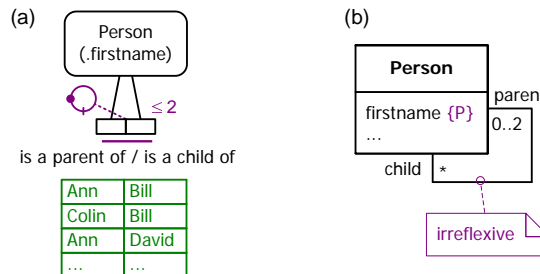 (a)
Person
(.firstname)
≤ 2
is a parent of / is a child of
Ann Bill
Colin Bill
Ann David
... ...
(b)
Person
firstname {P}
...
paren
0..2
child
*
irreflexive